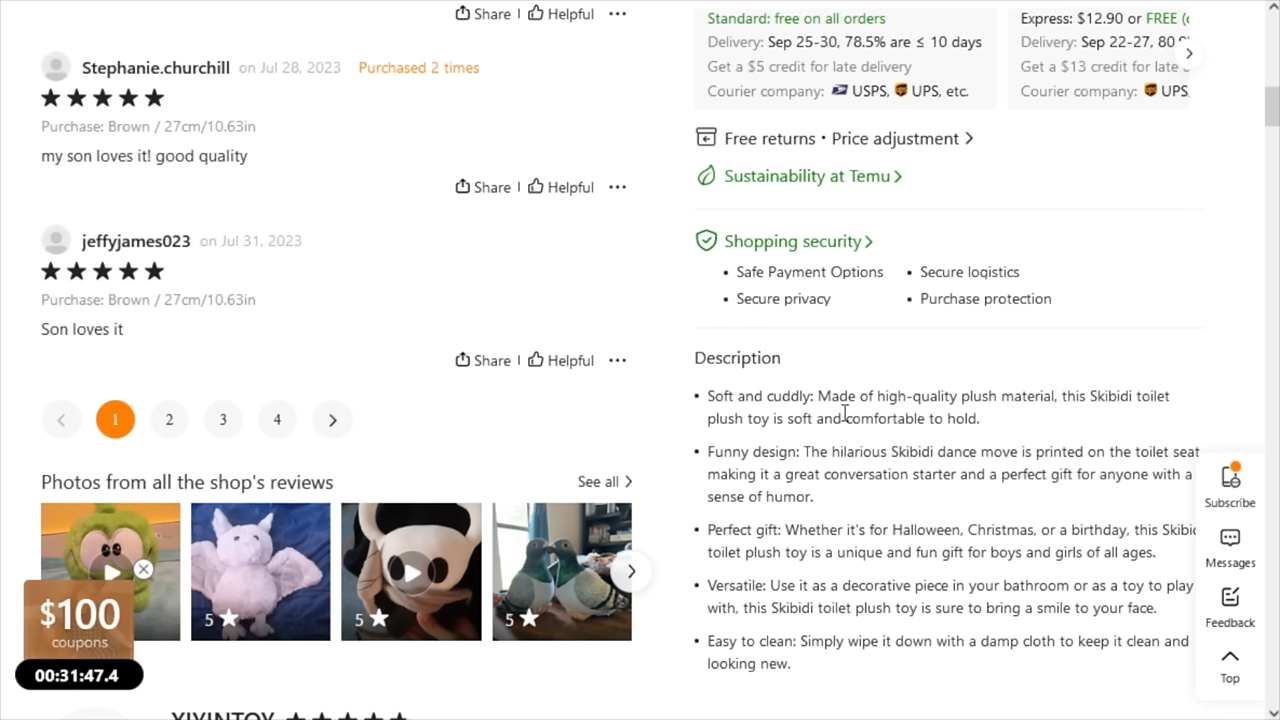 Share | Helpful ...
Stephanie.churchill on Jul 28, 2023 Purchased 2 times
Purchase: Brown / 27cm/10.63in
my son loves it! good quality
Share | Helpful ...
jeffyjames023 on Jul 31, 2023
Purchase: Brown / 27cm/10.63in
Son loves it
Share | Helpful ...
1 2 3 4
Photos from all the shop's reviews See all
5
5
5
$100
coupons
00:31:47.4
YIYINTOY
Standard: free on all orders
Delivery: Sep 25-30, 78.5% are ≤ 10 days
Get a $5 credit for late delivery
Courier company: USPS, UPS, etc.
Express: $12.90 or FREE (
Delivery: Sep 22-27, 80
Get a $13 credit for late
Courier company: UPS,
Free returns • Price adjustment
Sustainability at Temu
Shopping security
• Safe Payment Options • Secure logistics
• Secure privacy • Purchase protection
Description
• Soft and cuddly: Made of high-quality plush material, this Skibidi toilet
plush toy is soft and comfortable to hold.
• Funny design: The hilarious Skibidi dance move is printed on the toilet seat
making it a great conversation starter and a perfect gift for anyone with a
sense of humor.
• Perfect gift: Whether it's for Halloween, Christmas, or a birthday, this Skibid
toilet plush toy is a unique and fun gift for boys and girls of all ages.
• Versatile: Use it as a decorative piece in your bathroom or as a toy to play
with, this Skibidi toilet plush toy is sure to bring a smile to your face.
• Easy to clean: Simply wipe it down with a damp cloth to keep it clean and
looking new.
Subscribe
Messages
Feedback
Top